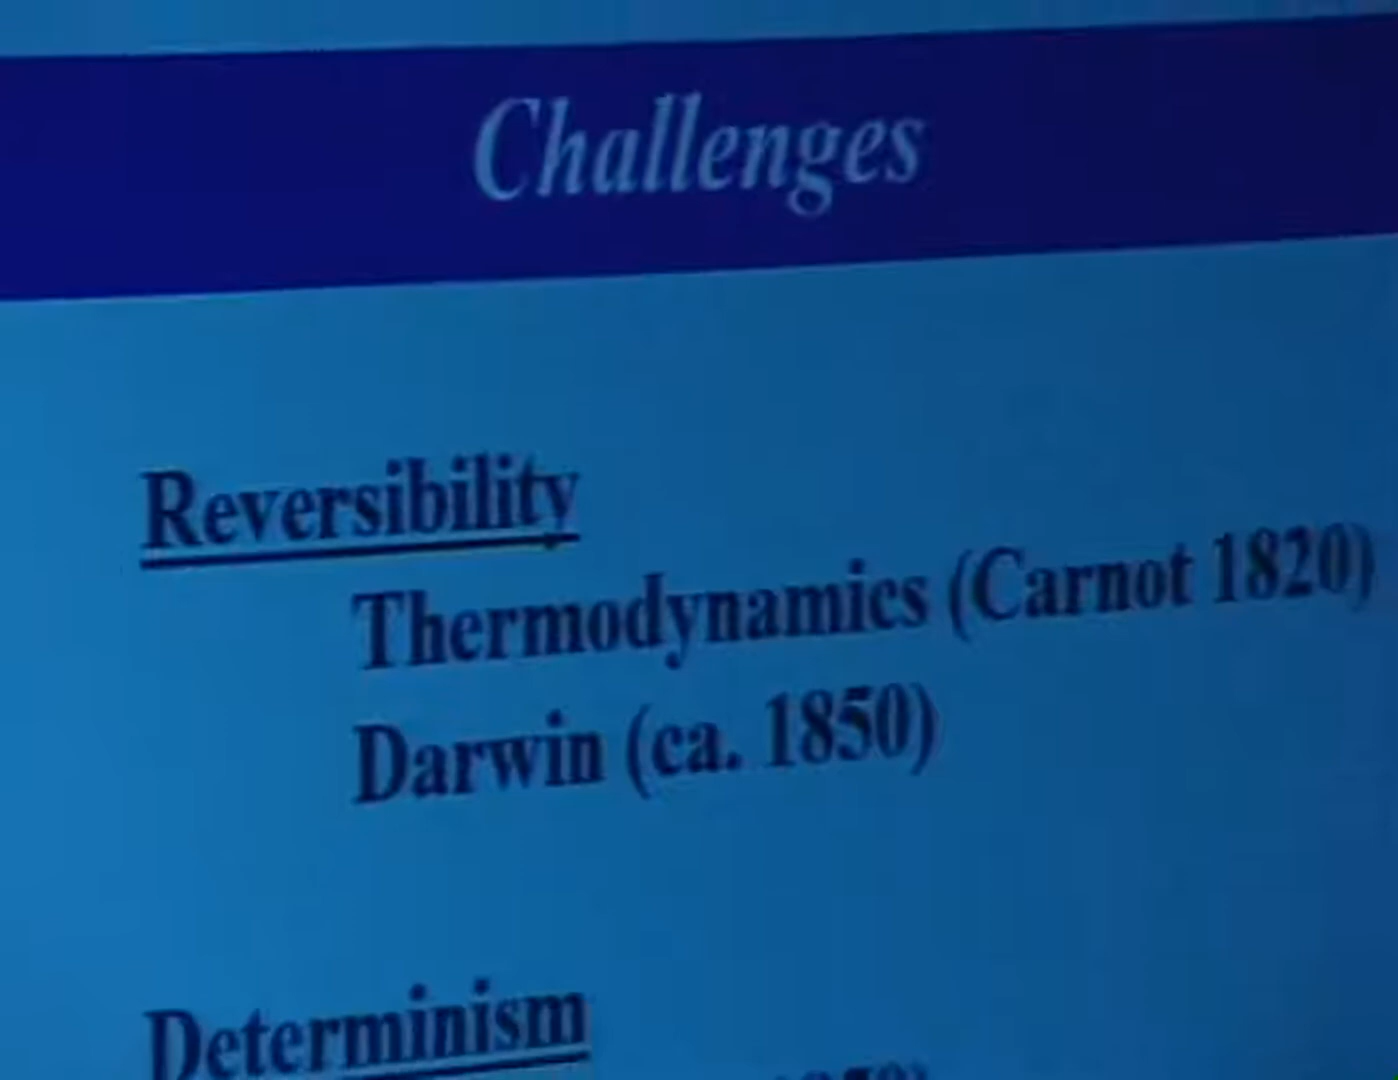 Challenges
Reversibility
Thermodynamics (Carnot 1820)
Darwin (ca. 1850)
Determinism